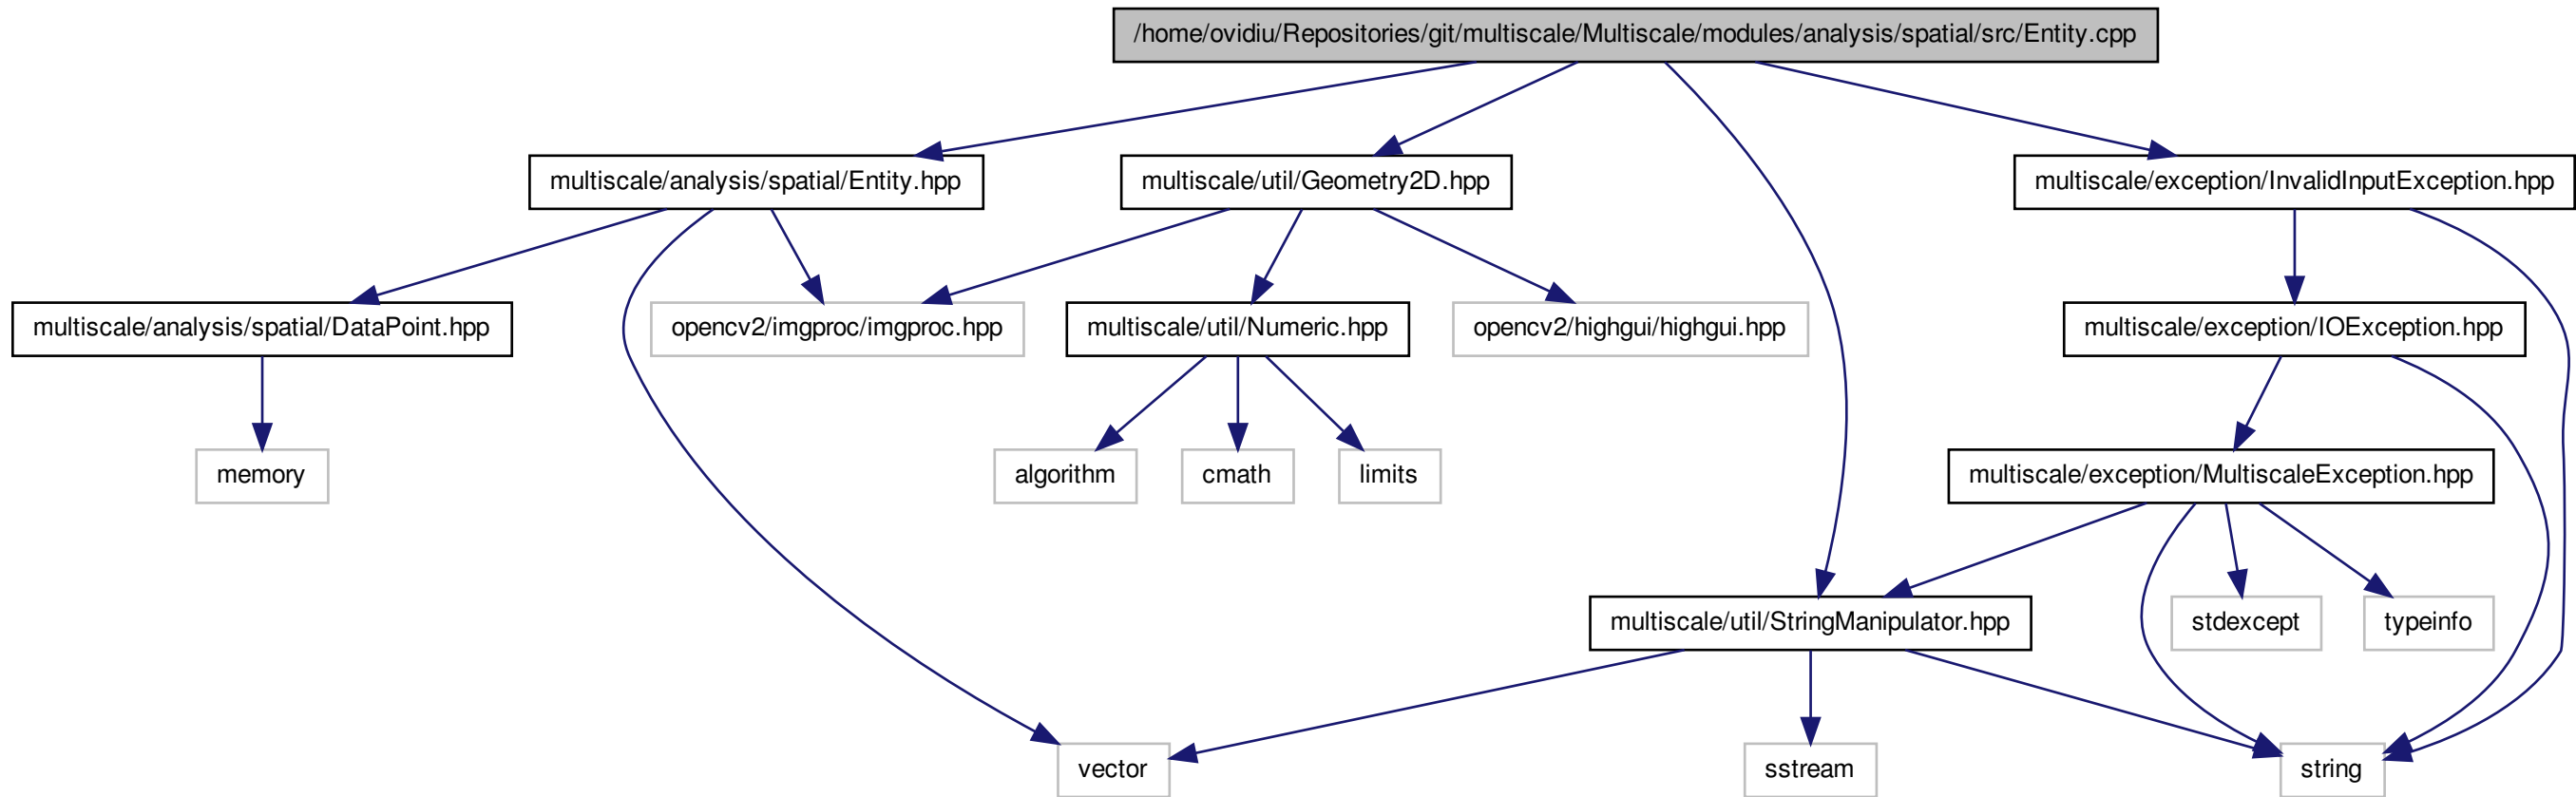 /home/ovidiu/Repositories/git/multiscale/Multiscale/modules/analysis/spatial/src/Entity.cpp
multiscale/analysis/spatial/Entity.hpp
multiscale/util/Geometry2D.hpp
multiscale/exception/InvalidInputException.hpp
multiscale/analysis/spatial/DataPoint.hpp
opencv2/imgproc/imgproc.hpp
multiscale/util/Numeric.hpp
opencv2/highgui/highgui.hpp
multiscale/exception/IOException.hpp
memory
algorithm
cmath
limits
multiscale/exception/MultiscaleException.hpp
multiscale/util/StringManipulator.hpp
stdexcept
typeinfo
vector
sstream
string